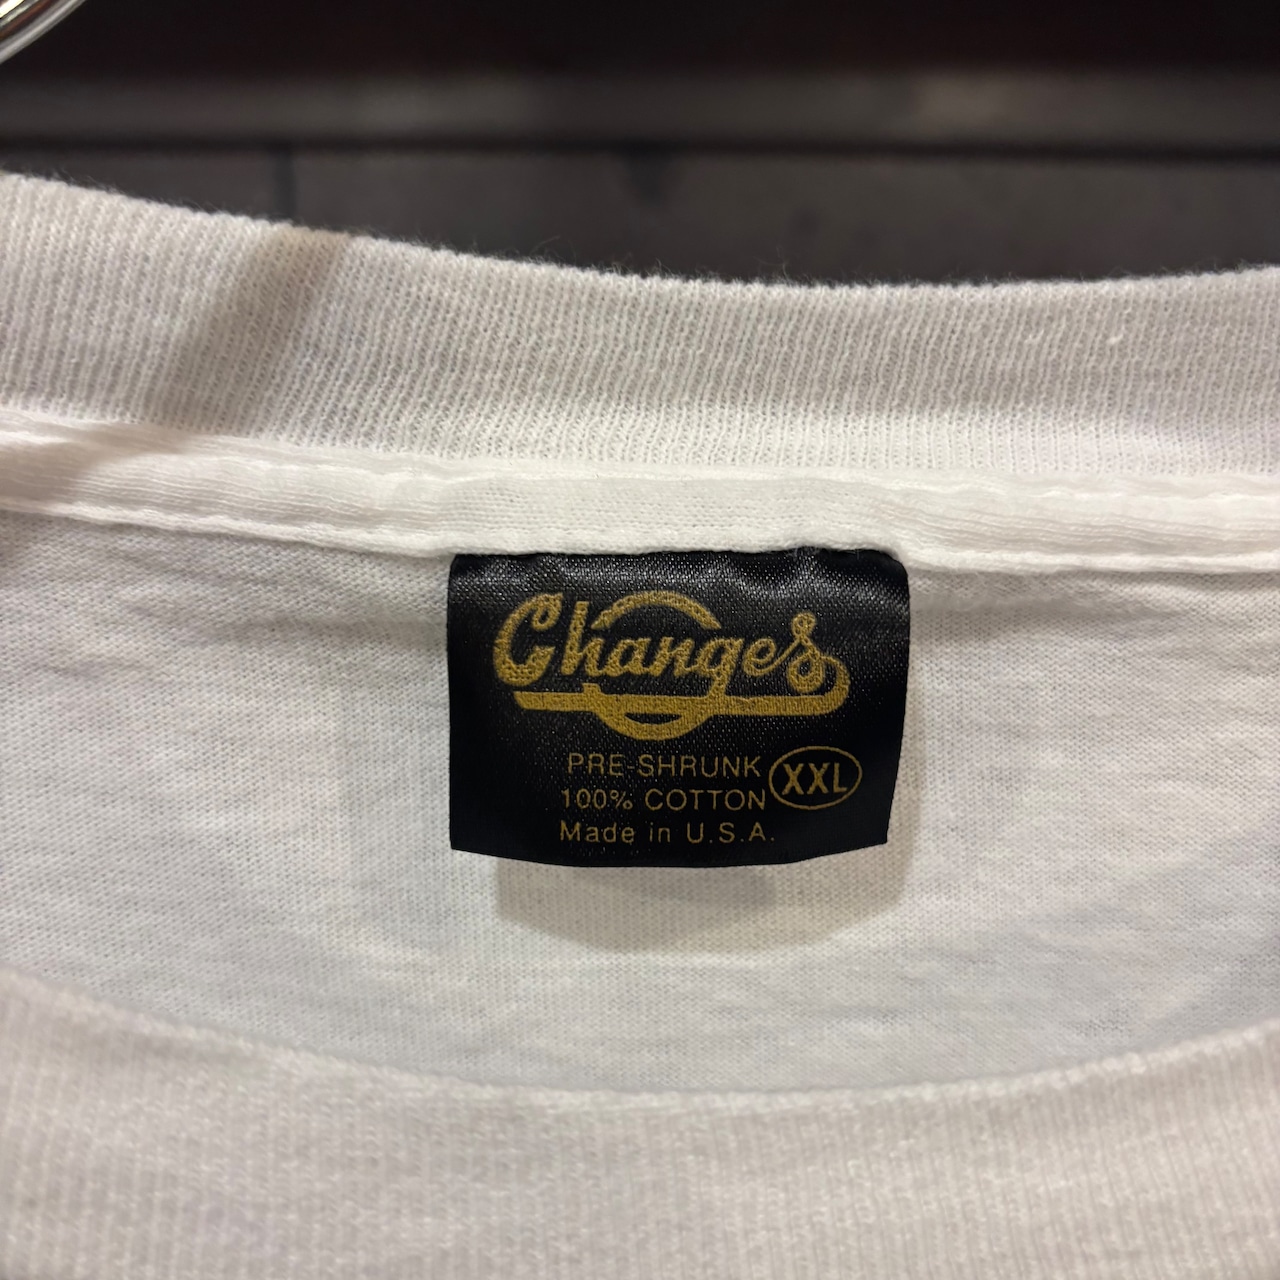 Changes
PRE-SHRUNK
100% COTTON
XXL
Made in U.S.A.